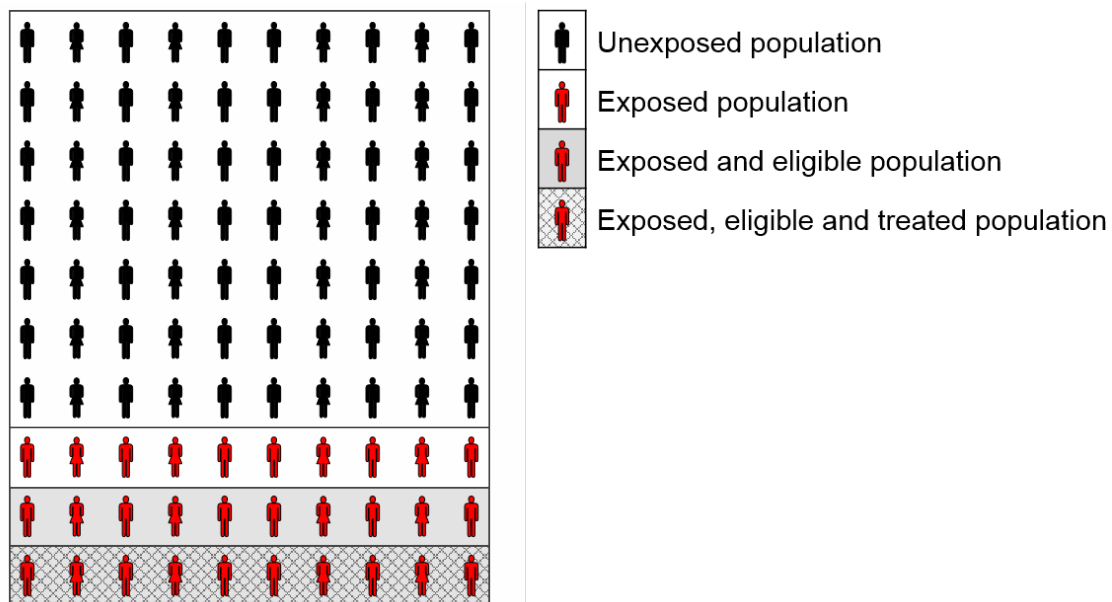 Unexposed population
Exposed population
Exposed and eligible population
Exposed, eligible and treated population